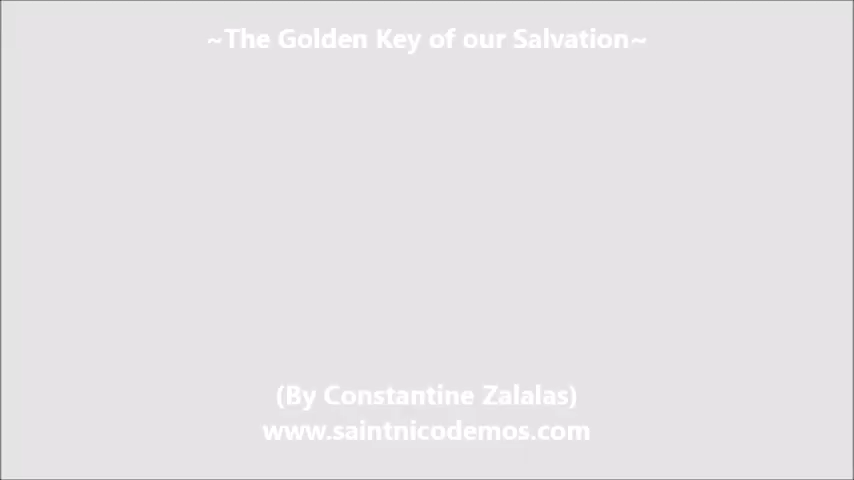 ~The Golden Key of our Salvation~
(By Constantine Zalalas)
www.saintnicodemos.com